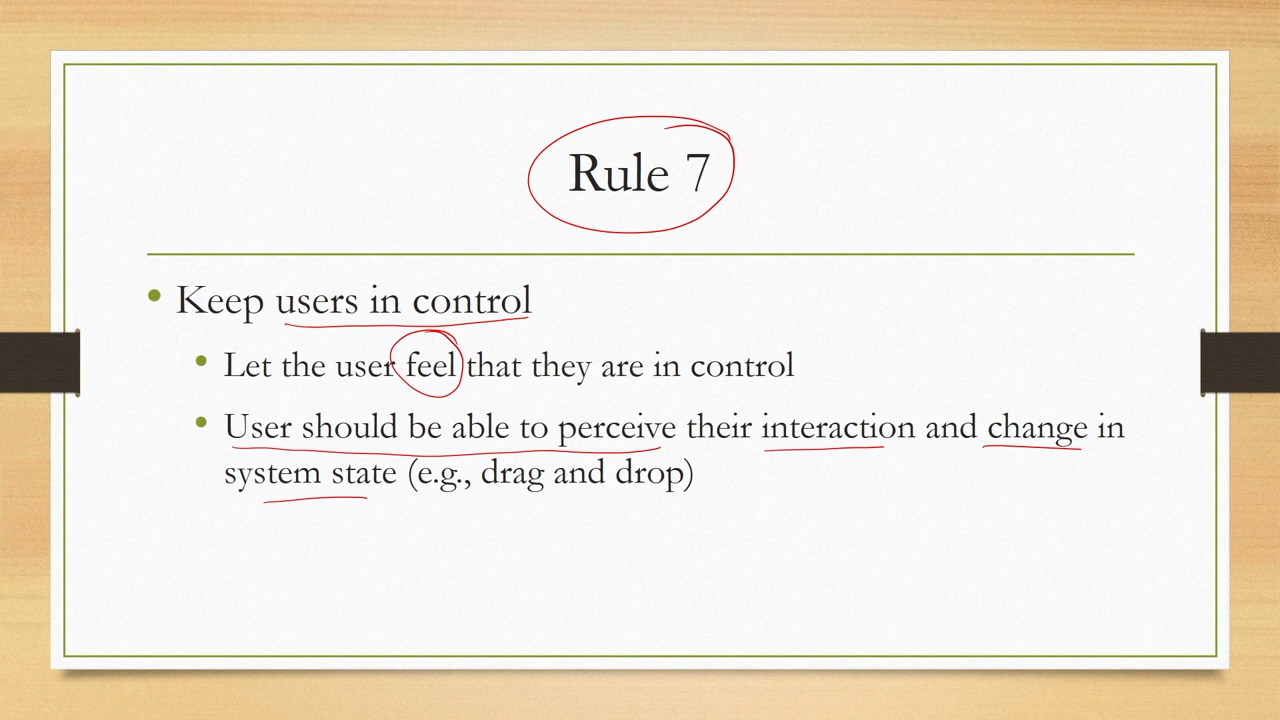 Rule 7
Keep users in control
Let the user feel that they are in control
User should be able to perceive their interaction and change in
system state (e.g., drag and drop)